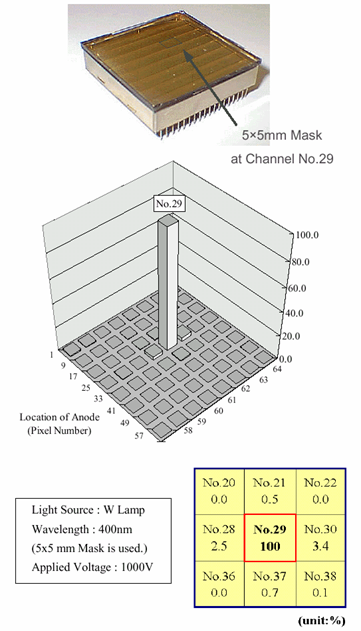 5×5mm Mask
at Channel No.29
No.29
100.0
80.0
60.0
40.0
20.0
0.0
1
9
17
25
33
41
49
57
58
59
60
61
62
63
64
Location of Anode
(Pixel Number)
Light Source : W Lamp
Wavelength : 400nm
(5x5 mm Mask is used.)
Applied Voltage : 1000V
No.20 No.21 No.22
0.0 0.5 0.0
No.28 No.29 No.30
2.5 100 3.4
No.36 No.37 No.38
0.0 0.7 0.1
(unit:%)